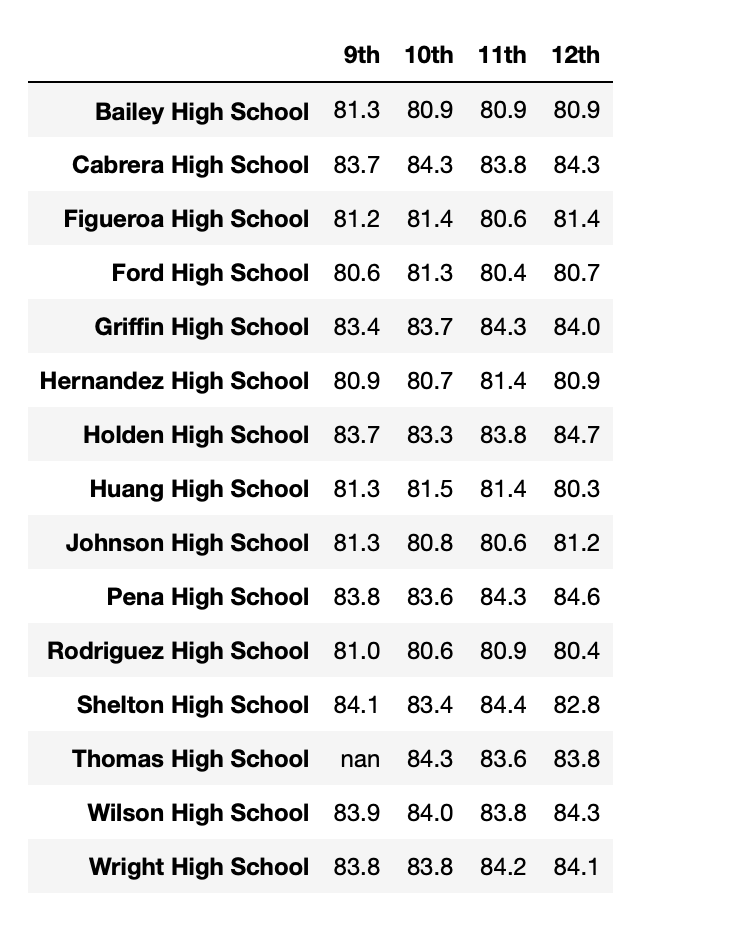 9th 10th 11th 12th
Bailey High School 81.3 80.9 80.9 80.9
Cabrera High School 83.7 84.3 83.8 84.3
Figueroa High School 81.2 81.4 80.6 81.4
Ford High School 80.6 81.3 80.4 80.7
Griffin High School 83.4 83.7 84.3 84.0
Hernandez High School 80.9 80.7 81.4 80.9
Holden High School 83.7 83.3 83.8 84.7
Huang High School 81.3 81.5 81.4 80.3
Johnson High School 81.3 80.8 80.6 81.2
Pena High School 83.8 83.6 84.3 84.6
Rodriguez High School 81.0 80.6 80.9 80.4
Shelton High School 84.1 83.4 84.4 82.8
Thomas High School nan 84.3 83.6 83.8
Wilson High School 83.9 84.0 83.8 84.3
Wright High School 83.8 83.8 84.2 84.1